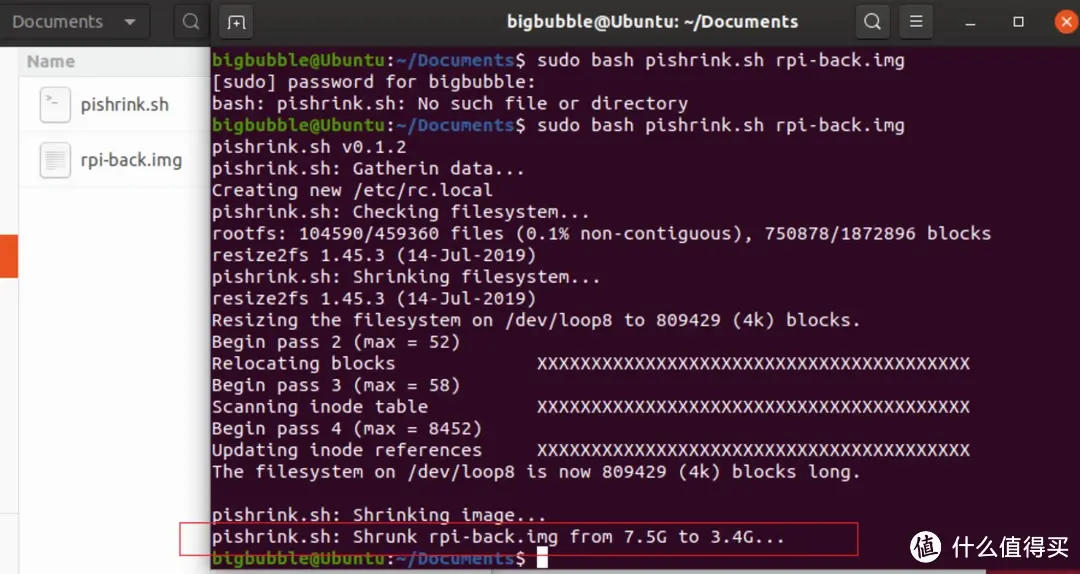 Documents
bigbubble@Ubuntu: ~/Documents
Name
pishrink.sh
rpi-back.img
bigbubble@Ubuntu:~/Documents$ sudo bash pishrink.sh rpi-back.img
[sudo] password for bigbubble:
bash: pishrink.sh: No such file or directory
bigbubble@Ubuntu:~/Documents$ sudo bash pishrink.sh rpi-back.img
pishrink.sh v0.1.2
pishrink.sh: Gatherin data...
Creating new /etc/rc.local
pishrink.sh: Checking filesystem...
rootfs: 104590/459360 files (0.1% non-contiguous), 750878/1872896 blocks
resize2fs 1.45.3 (14-Jul-2019)
pishrink.sh: Shrinking filesystem...
resize2fs 1.45.3 (14-Jul-2019)
Resizing the filesystem on /dev/loop8 to 809429 (4k) blocks.
Begin pass 2 (max = 52)
Relocating blocks             XXXXXXXXXXXXXXXXXXXXXXXXXXXXXXXXXXXXXXXX
Begin pass 3 (max = 58)
Scanning inode table          XXXXXXXXXXXXXXXXXXXXXXXXXXXXXXXXXXXXXXXX
Begin pass 4 (max = 8452)
Updating inode references     XXXXXXXXXXXXXXXXXXXXXXXXXXXXXXXXXXXXXXXX
The filesystem on /dev/loop8 is now 809429 (4k) blocks long.
pishrink.sh: Shrinking image...
pishrink.sh: Shrunk rpi-back.img from 7.5G to 3.4G...
bigbubble@Ubuntu:~/Documents$
值 什么值得买